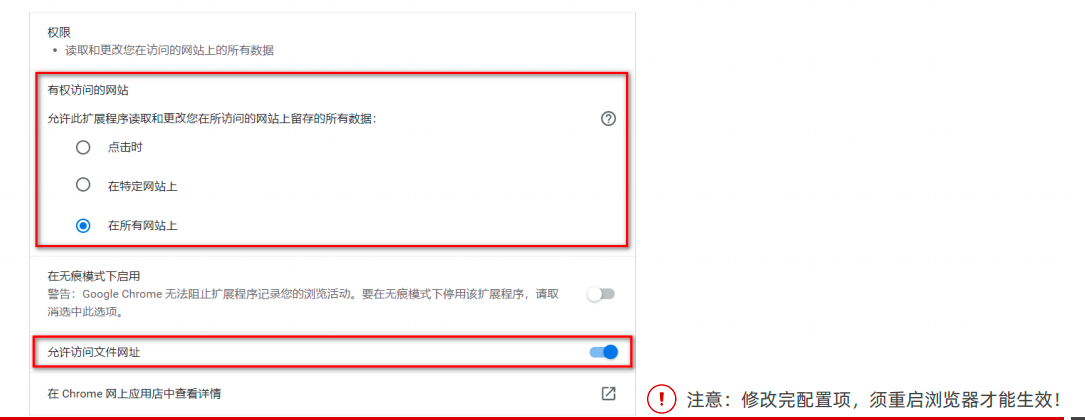 权限
• 读取和更改您在访问的网站上的所有数据
有权访问的网站
允许此扩展程序读取和更改您在所访问的网站上留存的所有数据：
点击时
在特定网站上
在所有网站上
在无痕模式下启用
警告：Google Chrome 无法阻止扩展程序记录您的浏览活动。要在无痕模式下停用该扩展程序，请取
消选中此选项。
允许访问文件网址
在 Chrome 网上应用店中查看详情
注意：修改完配置项，须重启浏览器才能生效！